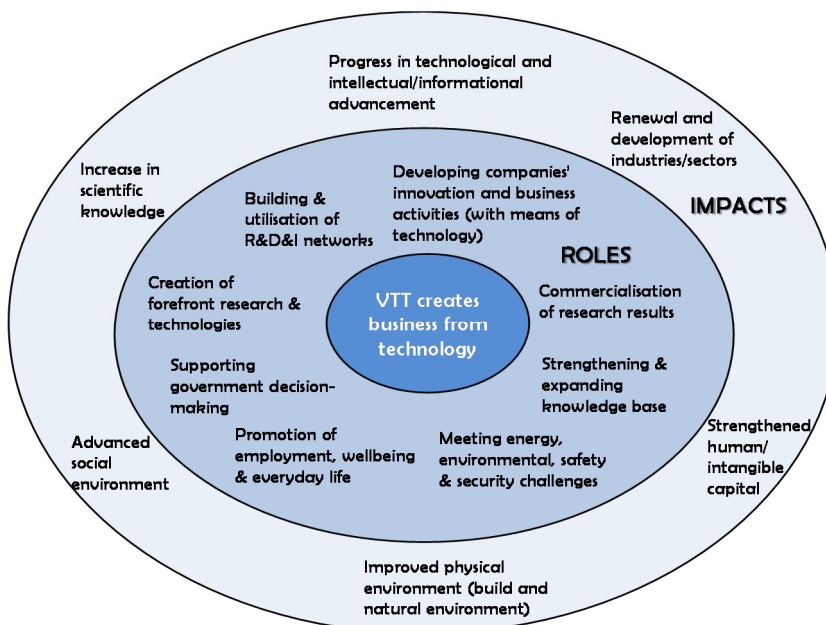 Progress in technological and
intellectual/informational
advancement
Renewal and
development of
industries/sectors
Increase in
scientific
knowledge
IMPACTS
Developing companies'
innovation and business
activities (with means of
technology)
Building &
utilisation of
R&D&I networks
ROLES
Creation of
forefront research &
technologies
VTT creates
business from
technology
Commercialisation
of research results
Supporting
government decision-
making
Strengthening &
expanding
knowledge base
Promotion of
employment, wellbeing
& everyday life
Meeting energy,
environmental, safety
& security challenges
Advanced
social
environment
Strengthened
human/
intangible
capital
Improved physical
environment (build and
natural environment)